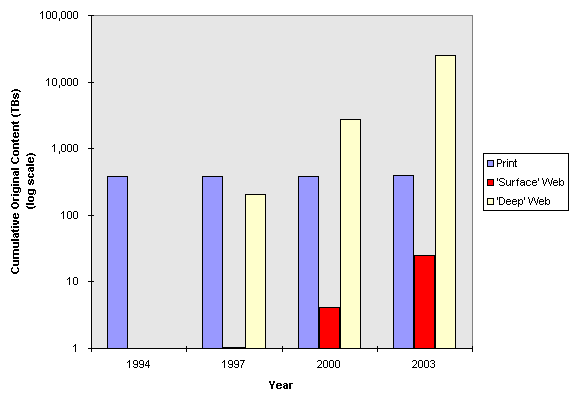 100,000
10,000
1,000
100
10
1
Cumulative Original Content (TBs)
(log scale)
1994
1997
2000
2003
Year
Print
'Surface' Web
'Deep' Web